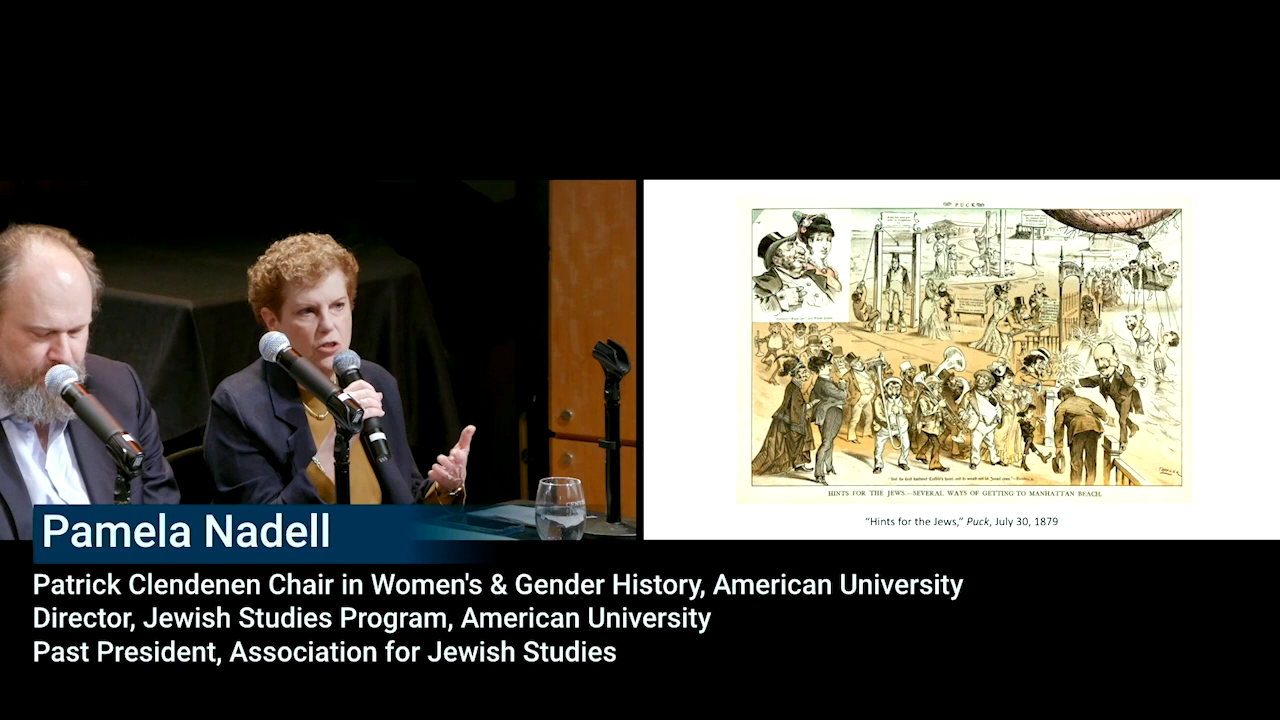 Pamela Nadell
Patrick Clendenen Chair in Women's & Gender History, American University
Director, Jewish Studies Program, American University
Past President, Association for Jewish Studies
PUCK
HINTS FOR THE JEWS.—SEVERAL WAYS OF GETTING TO MANHATTAN BEACH.
“Hints for the Jews,” Puck, July 30, 1879